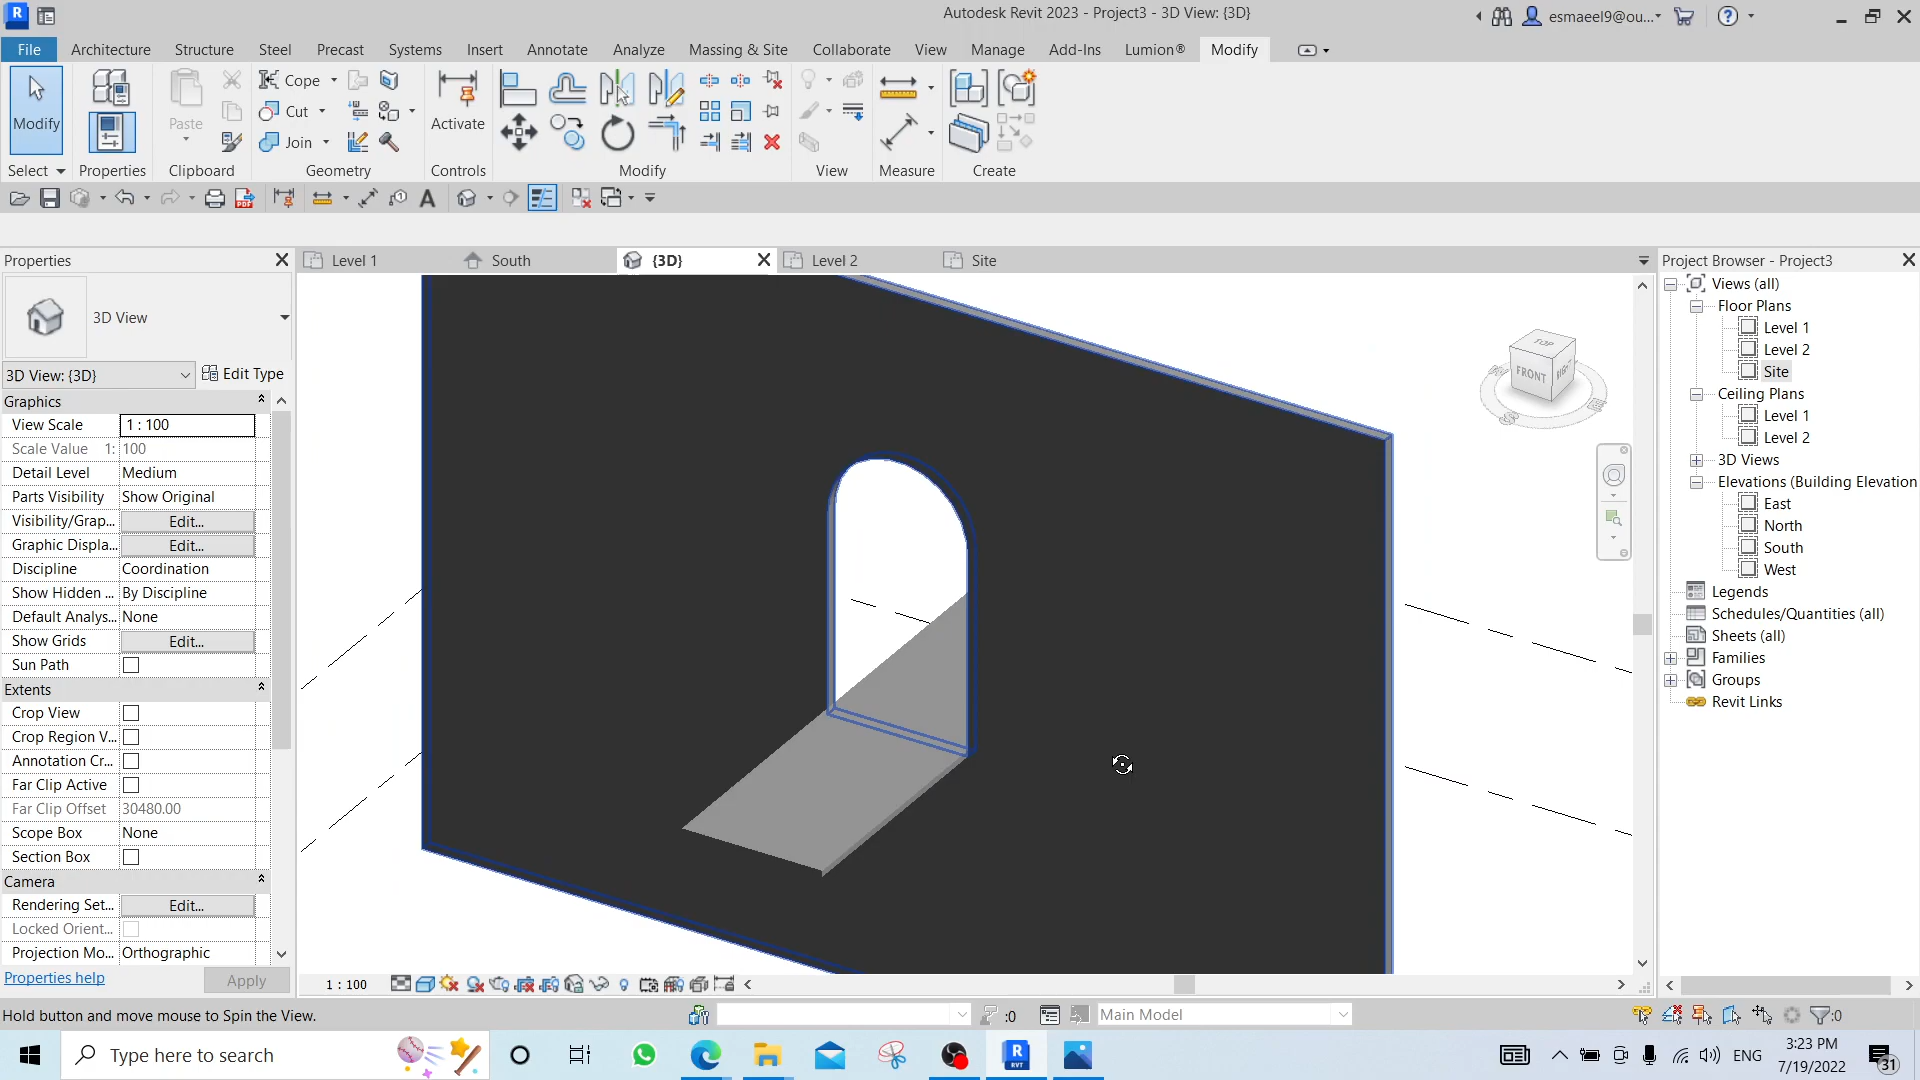 Autodesk Revit 2023 - Project3 - 3D View: {3D}
esmaeel9@ou...
File
Architecture
Structure
Steel
Precast
Systems
Insert
Annotate
Analyze
Massing & Site
Collaborate
View
Manage
Add-Ins
Lumion®
Modify
Modify
Select
Properties
Paste
Clipboard
Cope
Cut
Join
Geometry
Activate
Controls
Modify
View
Measure
Create
Properties
3D View
3D View: {3D}
Edit Type
Graphics
View Scale 1 : 100
Scale Value 1: 100
Detail Level Medium
Parts Visibility Show Original
Visibility/Grap... Edit...
Graphic Displa... Edit...
Discipline Coordination
Show Hidden ... By Discipline
Default Analys... None
Show Grids Edit...
Sun Path
Extents
Crop View
Crop Region V...
Annotation Cr...
Far Clip Active
Far Clip Offset 30480.00
Scope Box None
Section Box
Camera
Rendering Set... Edit...
Locked Orient...
Projection Mo... Orthographic
Properties help
Apply
Level 1
South
{3D}
Level 2
Site
TOP
FRONT
RIGHT
S
1 : 100
Project Browser - Project3
Views (all)
Floor Plans
Level 1
Level 2
Site
Ceiling Plans
Level 1
Level 2
3D Views
Elevations (Building Elevation
East
North
South
West
Legends
Schedules/Quantities (all)
Sheets (all)
Families
Groups
Revit Links
Hold button and move mouse to Spin the View.
:0
Main Model
:0
Type here to search
ENG
3:23 PM
7/19/2022
31